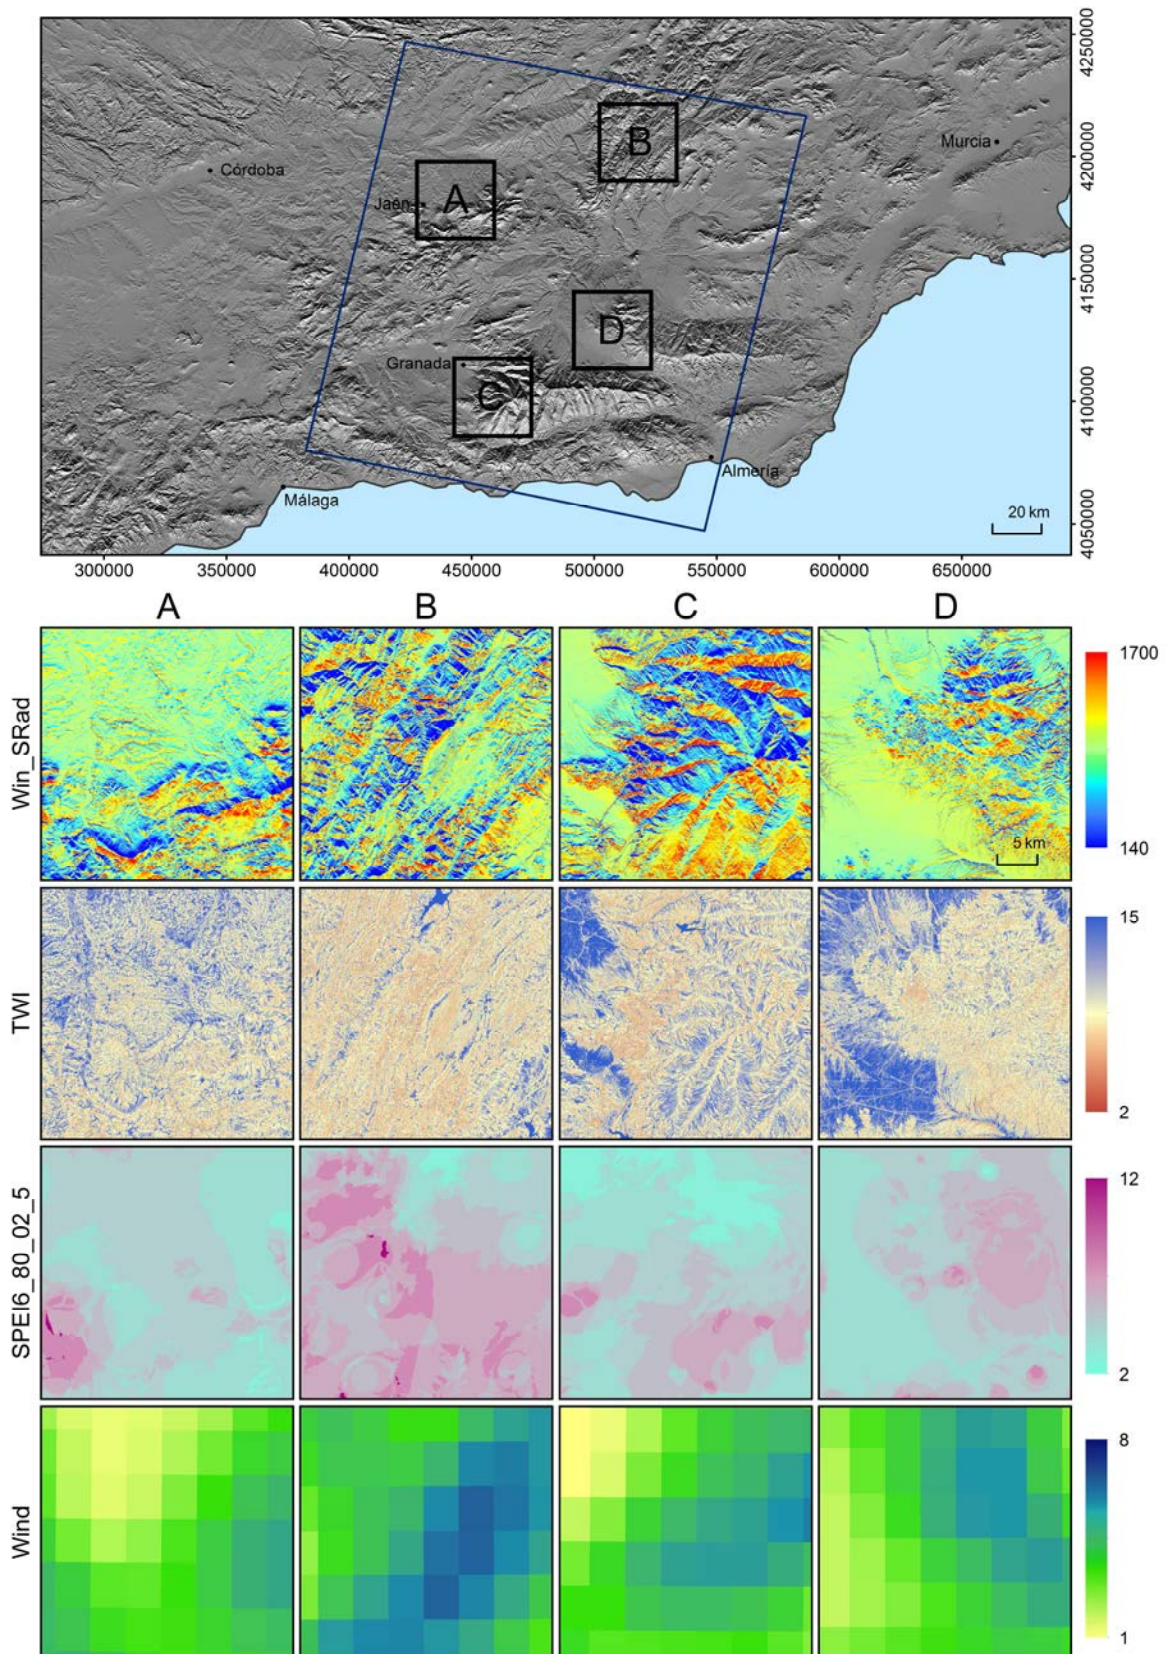 4250000
B
Murcia
Córdoba
4200000
A
Jaén
4150000
D
Granada
C
4100000
Almería
Málaga
20 km
4050000
300000 350000 400000 450000 500000 550000 600000 650000
A B C D
Win_SRad
1700
5 km
140
TWI
15
2
SPEI6_80_02_5
12
2
Wind
8
1